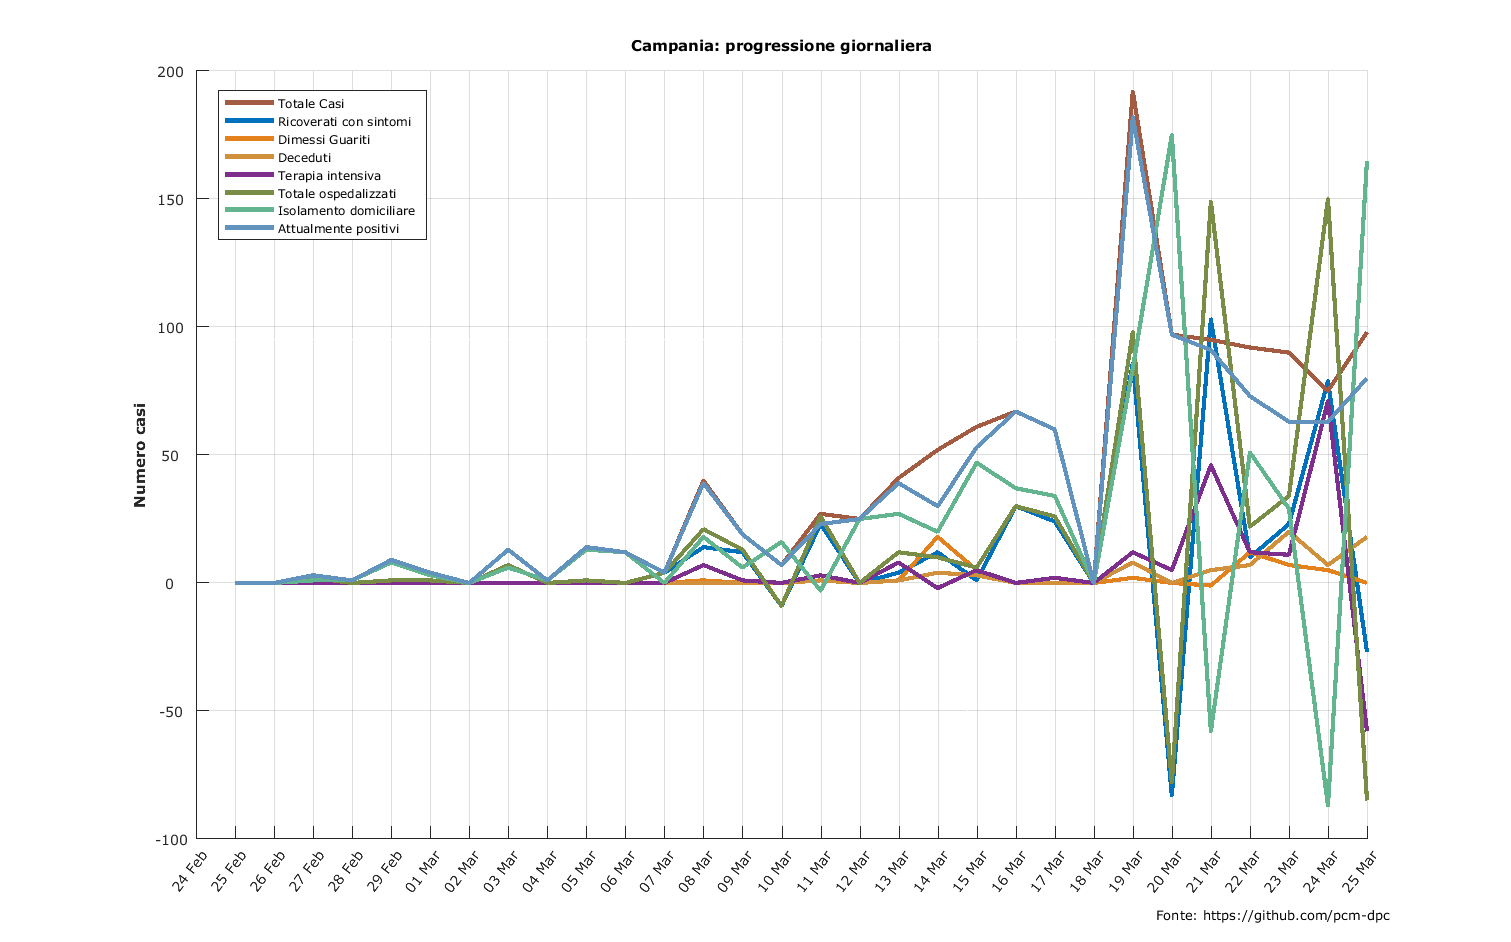 Campania: progressione giornaliera
200
150
100
50
0
-50
-100
Numero casi
Totale Casi
Ricoverati con sintomi
Dimessi Guariti
Deceduti
Terapia intensiva
Totale ospedalizzati
Isolamento domiciliare
Attualmente positivi
24 Feb
25 Feb
26 Feb
27 Feb
28 Feb
29 Feb
01 Mar
02 Mar
03 Mar
04 Mar
05 Mar
06 Mar
07 Mar
08 Mar
09 Mar
10 Mar
11 Mar
12 Mar
13 Mar
14 Mar
15 Mar
16 Mar
17 Mar
18 Mar
19 Mar
20 Mar
21 Mar
22 Mar
23 Mar
24 Mar
25 Mar
Fonte: https://github.com/pcm-dpc